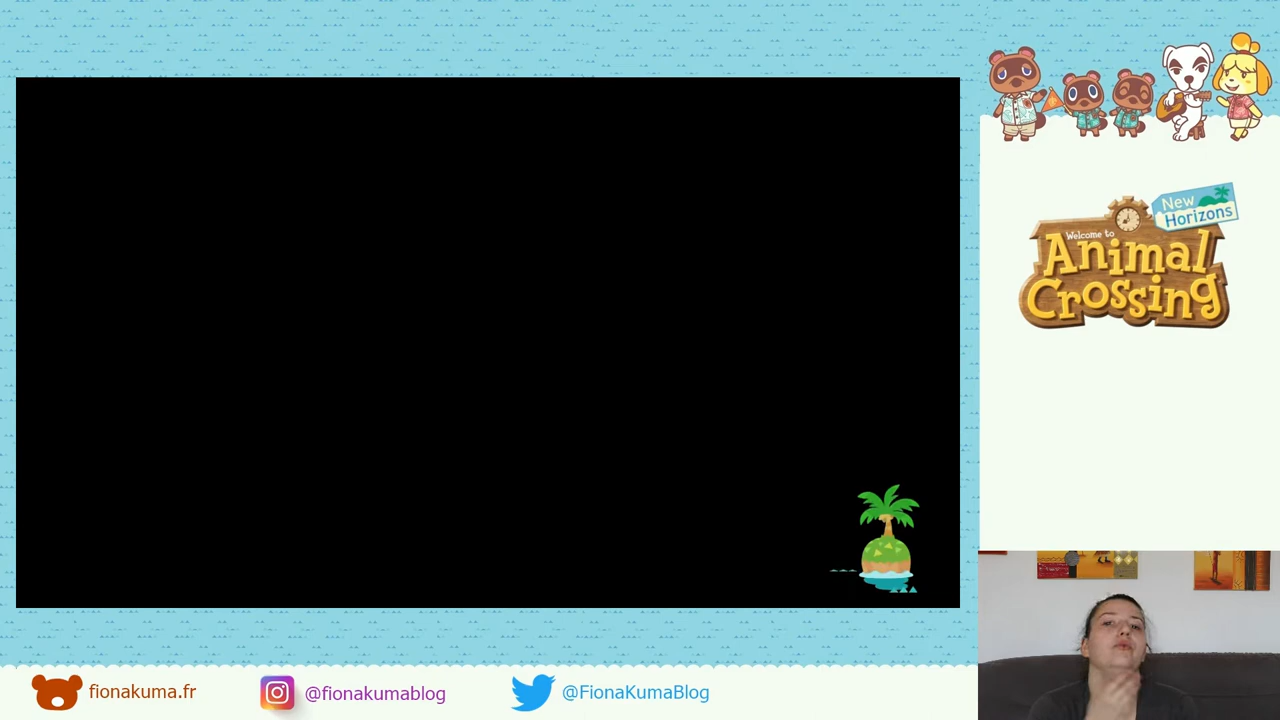 New
Horizons
Welcome to
Animal
Crossing
fionakuma.fr
@fionakumablog
@FionaKumaBlog